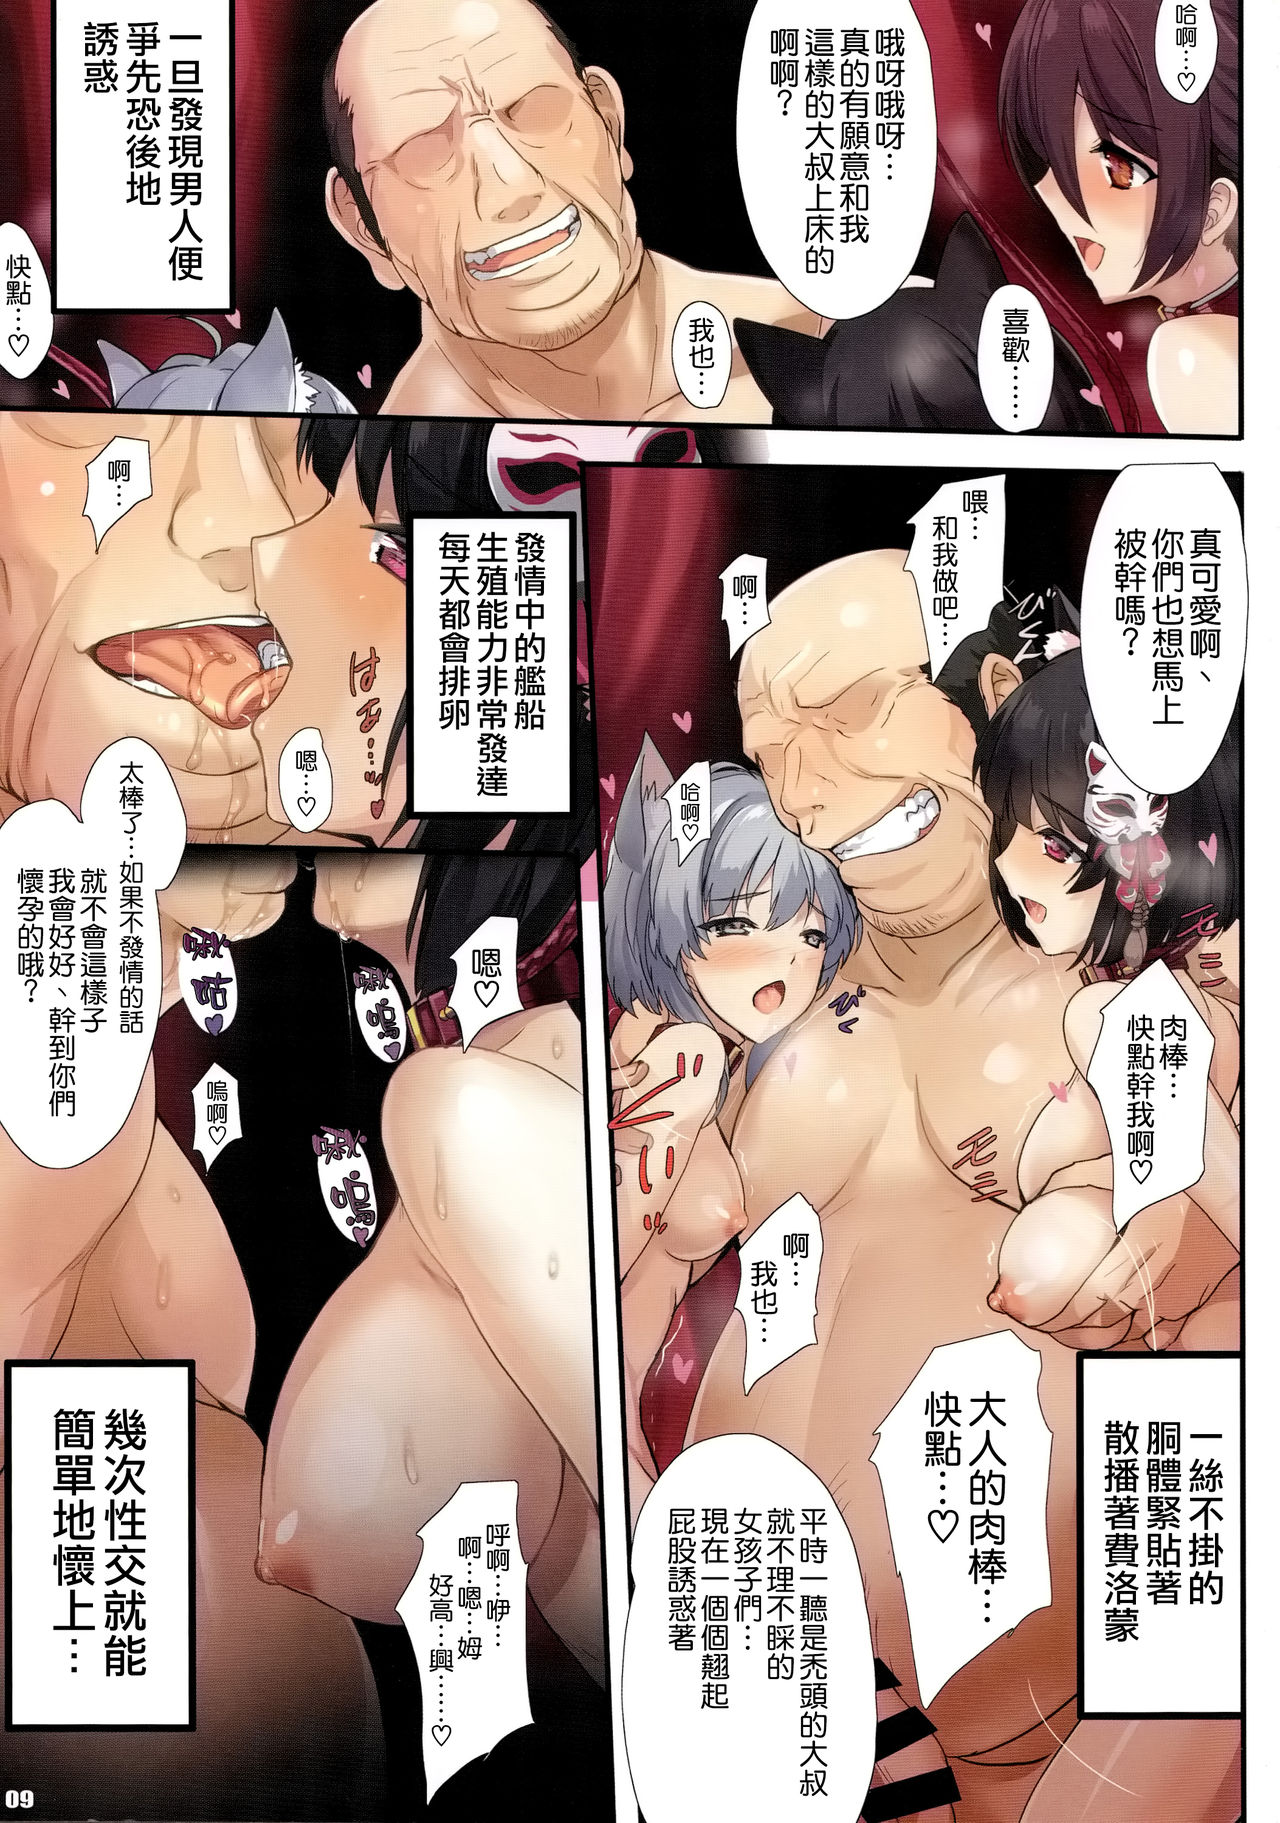 哈啊…♡
哦呀哦呀…
真的有願意和我
這樣的大叔上床的
啊啊？
喜歡……
我也…
一旦發現男人便
爭先恐後地
誘惑
快點…♡
真可愛啊、
你們也想馬上
被幹嗎？
喂…
和我做吧…
啊…
哈啊♡
肉棒…
快點幹我啊♡
啊…
我也…
一絲不掛的
胴體緊貼著
散播著費洛蒙
大人的肉棒…
快點…♡
平時一聽是禿頭的大叔
就不理不睬的
女孩子們…
現在一個個翹起
屁股誘惑著
啊…
發情中的艦船
生殖能力非常發達
每天都會排卵
はぁ…♡
嗯…♡
太棒了…如果不發情的話
就不會這樣子
我會好好、幹到你們
懷孕的哦？
嗯♡
嗚啊♡
呼啊…咿…
啊…嗯…姆
好高…興……♡
幾次性交就能
簡單地懷上…
09